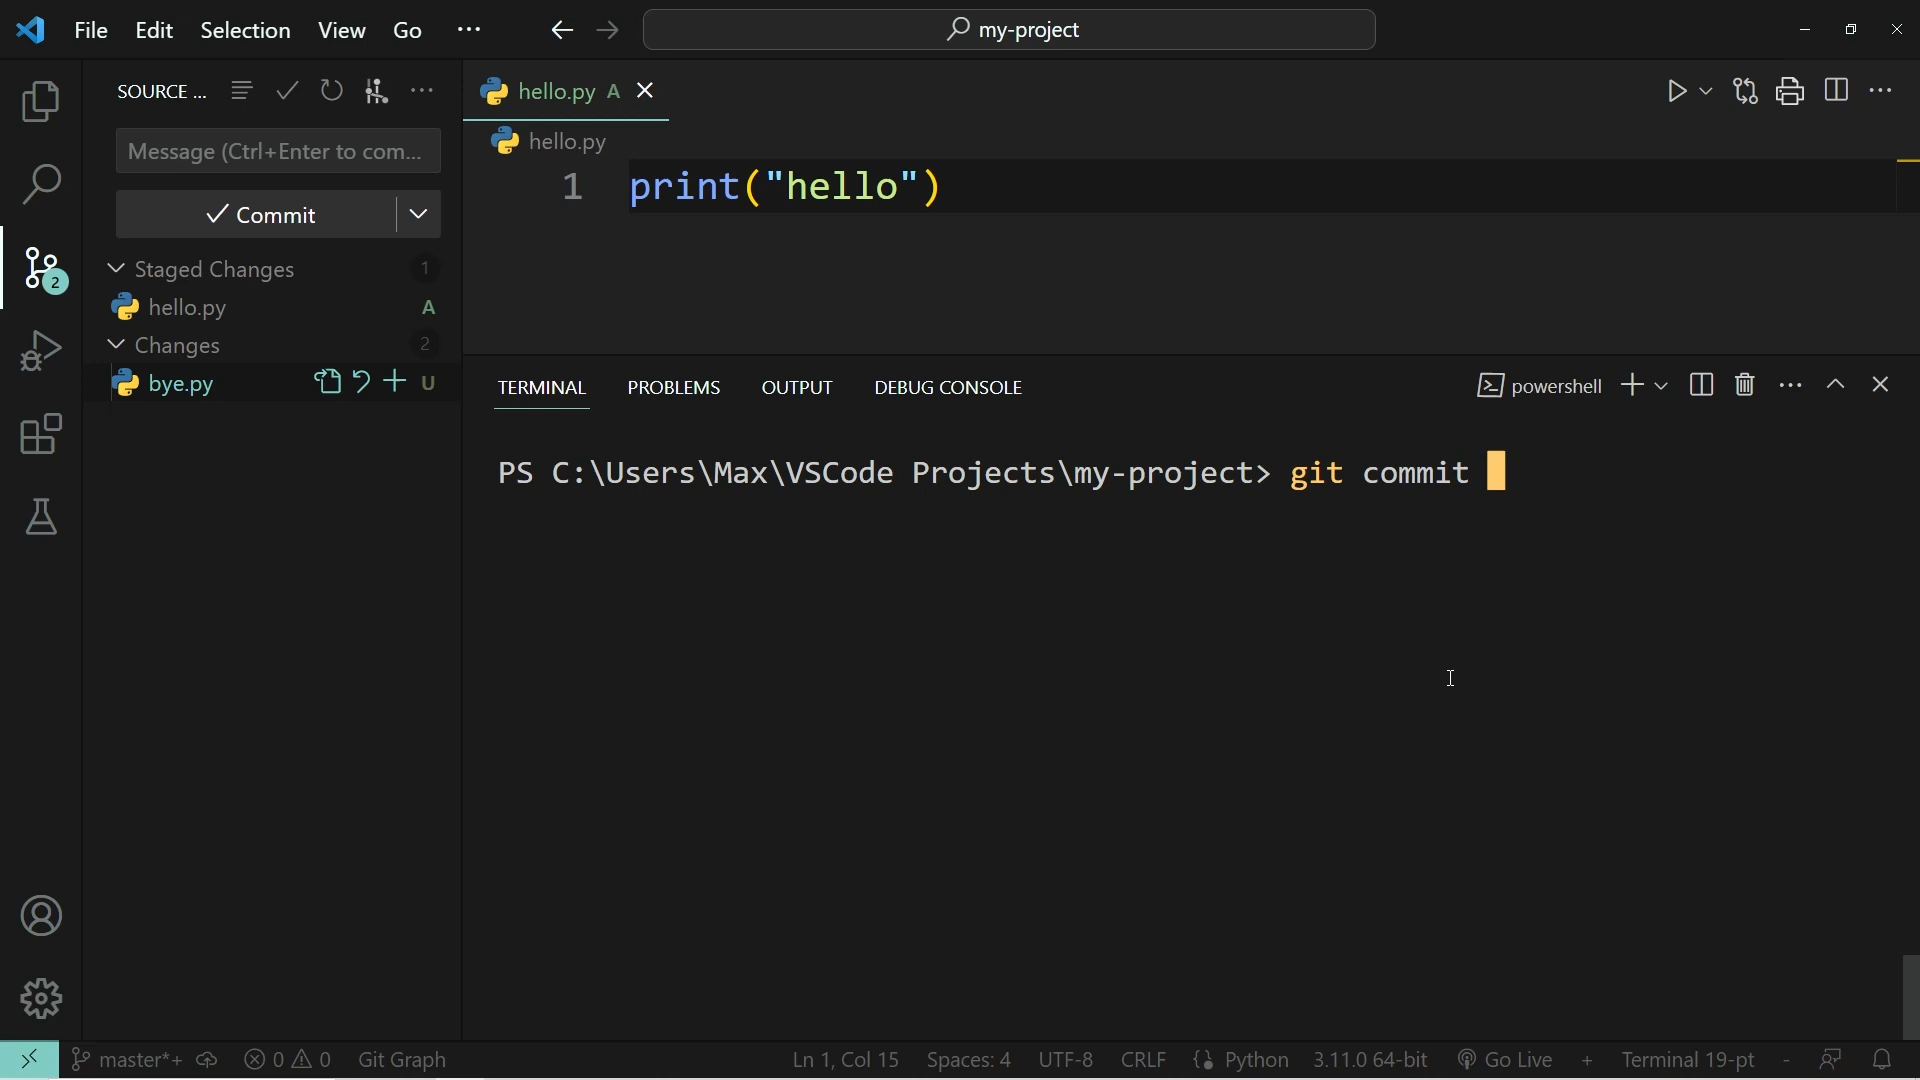 File Edit Selection View Go ··· my-project
SOURCE ... ···
Message (Ctrl+Enter to com...
Commit
Staged Changes 1
hello.py A
Changes 2
bye.py U
2
hello.py A
hello.py
1 print("hello")
TERMINAL PROBLEMS OUTPUT DEBUG CONSOLE powershell
PS C:\Users\Max\VSCode Projects\my-project> git commit
master*+ 0 0 Git Graph Ln 1, Col 15 Spaces: 4 UTF-8 CRLF Python 3.11.0 64-bit Go Live + Terminal 19-pt -